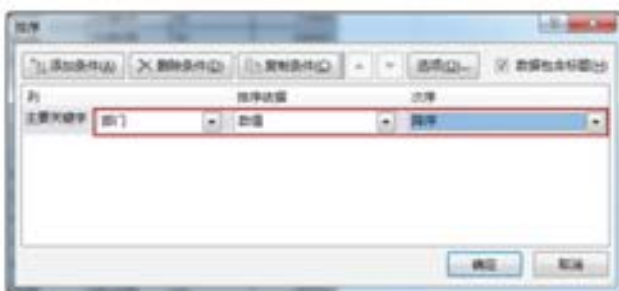 排序
添加条件(A) 删除条件(D) 复制条件(C) 选项(O)... 数据包含标题(H)
列 排序依据 次序
主要关键字 部门 数值 降序
确定 取消